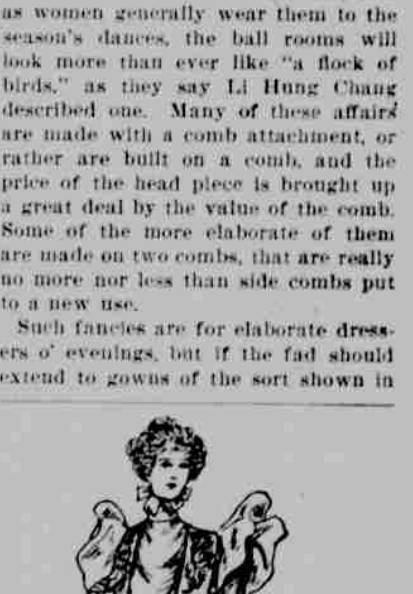 as women generally wear them to the
season's dances, the ball rooms will
look more than ever like "a flock of
birds," as they say Li Hung Chang
described one. Many of these affairs
are made with a comb attachment, or
rather are built on a comb, and the
price of the head piece is brought up
a great deal by the value of the comb.
Some of the more elaborate of them
are made on two combs, that are really
no more nor less than side combs put
to a new use.
Such fancies are for elaborate dress-
ers o' evenings, but if the fad should
extend to gowns of the sort shown in